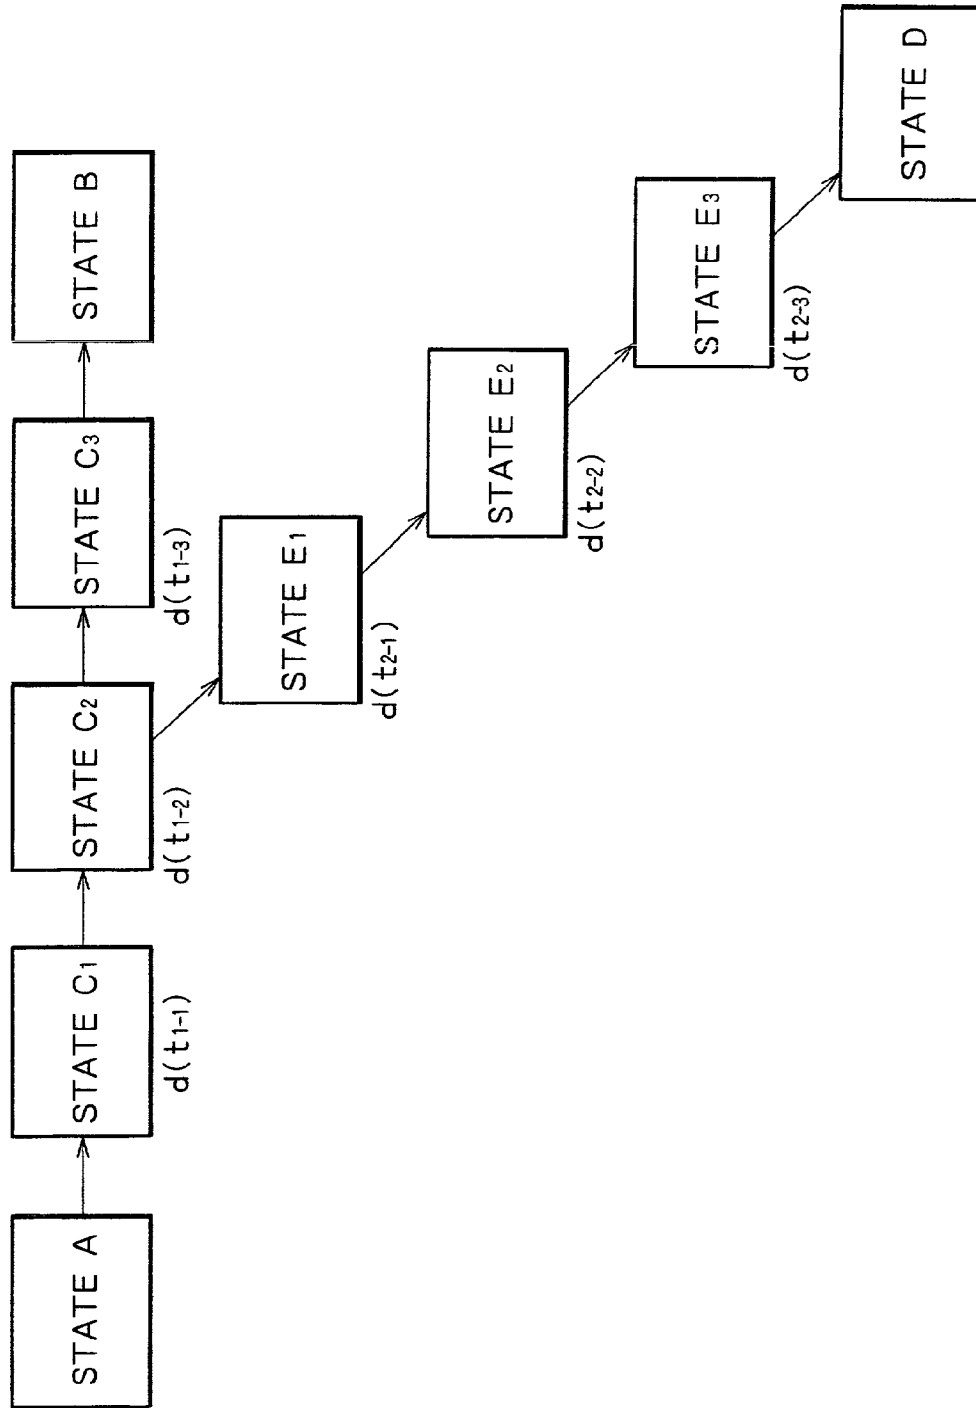 STATE A
STATE C1
d(t1-1)
STATE C2
d(t1-2)
STATE C3
d(t1-3)
STATE B
STATE E1
d(t2-1)
STATE E2
d(t2-2)
STATE E3
d(t2-3)
STATE D